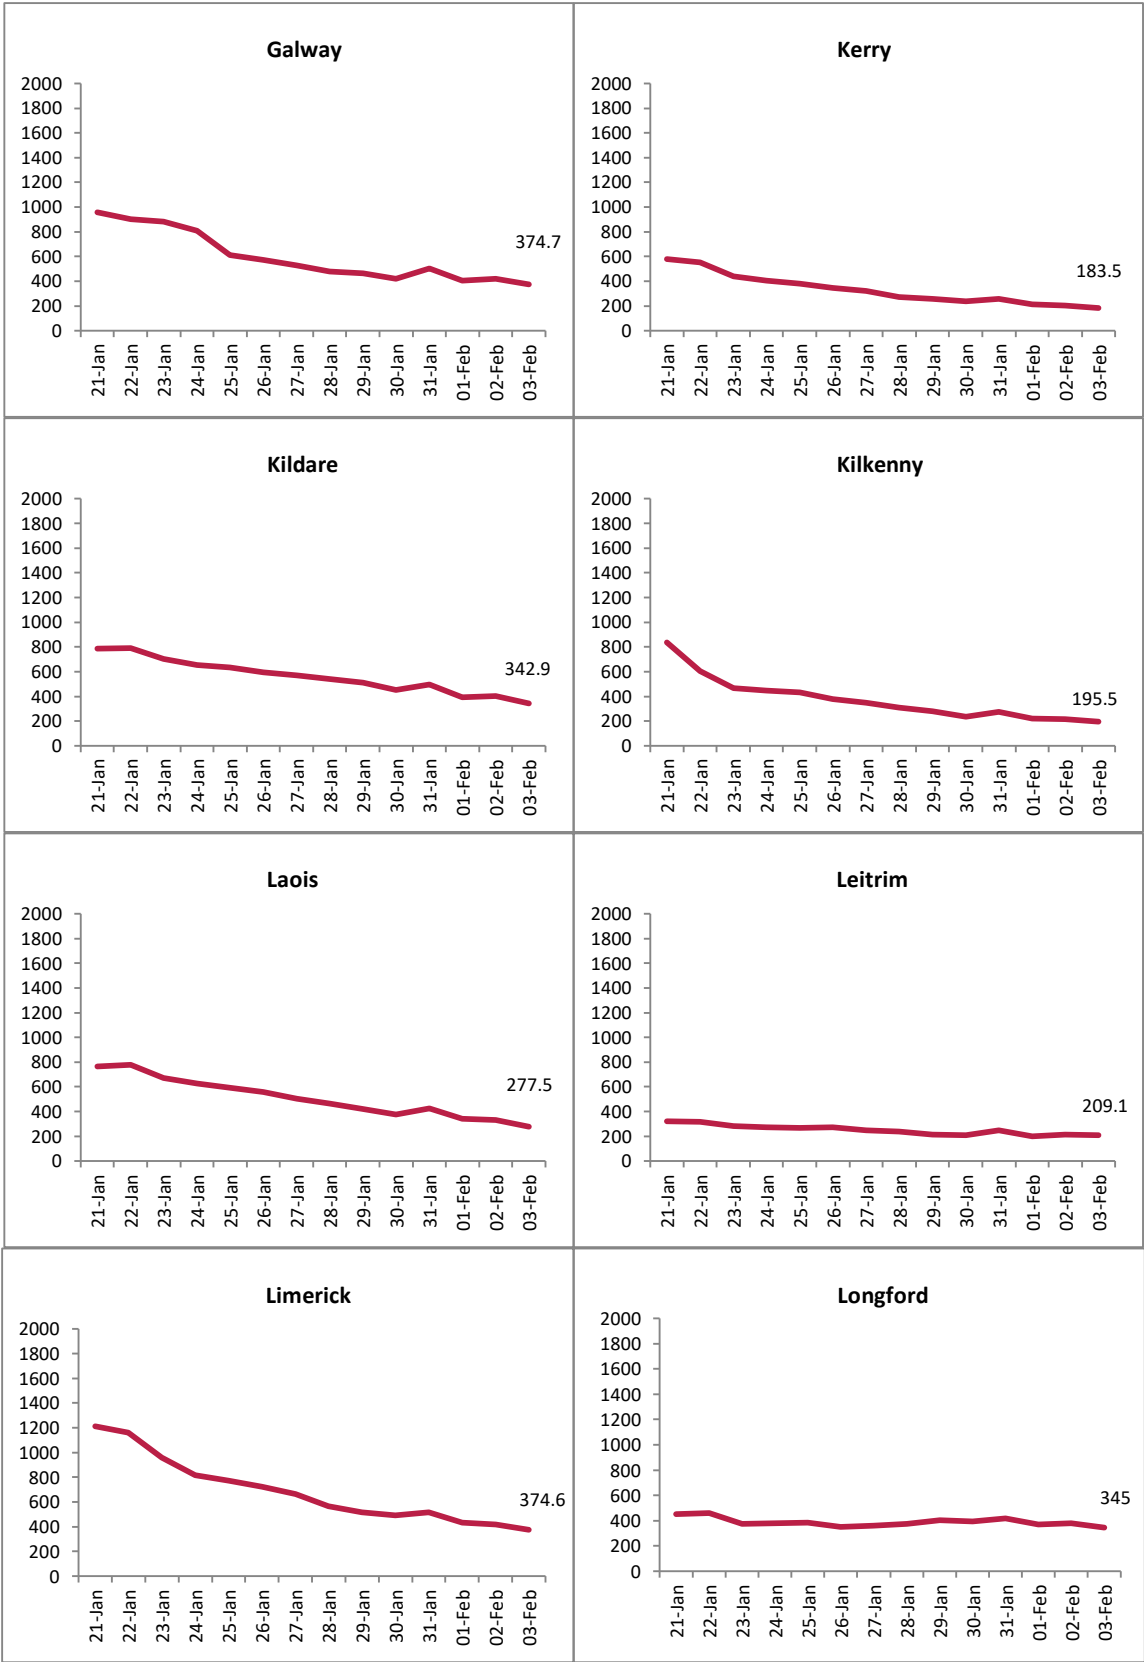 Galway
2000
1800
1600
1400
1200
1000
800
600
400
200
0
374.7
21-Jan
22-Jan
23-Jan
24-Jan
25-Jan
26-Jan
27-Jan
28-Jan
29-Jan
30-Jan
31-Jan
01-Feb
02-Feb
03-Feb
Kerry
2000
1800
1600
1400
1200
1000
800
600
400
200
0
183.5
21-Jan
22-Jan
23-Jan
24-Jan
25-Jan
26-Jan
27-Jan
28-Jan
29-Jan
30-Jan
31-Jan
01-Feb
02-Feb
03-Feb
Kildare
2000
1800
1600
1400
1200
1000
800
600
400
200
0
342.9
21-Jan
22-Jan
23-Jan
24-Jan
25-Jan
26-Jan
27-Jan
28-Jan
29-Jan
30-Jan
31-Jan
01-Feb
02-Feb
03-Feb
Kilkenny
2000
1800
1600
1400
1200
1000
800
600
400
200
0
195.5
21-Jan
22-Jan
23-Jan
24-Jan
25-Jan
26-Jan
27-Jan
28-Jan
29-Jan
30-Jan
31-Jan
01-Feb
02-Feb
03-Feb
Laois
2000
1800
1600
1400
1200
1000
800
600
400
200
0
277.5
21-Jan
22-Jan
23-Jan
24-Jan
25-Jan
26-Jan
27-Jan
28-Jan
29-Jan
30-Jan
31-Jan
01-Feb
02-Feb
03-Feb
Leitrim
2000
1800
1600
1400
1200
1000
800
600
400
200
0
209.1
21-Jan
22-Jan
23-Jan
24-Jan
25-Jan
26-Jan
27-Jan
28-Jan
29-Jan
30-Jan
31-Jan
01-Feb
02-Feb
03-Feb
Limerick
2000
1800
1600
1400
1200
1000
800
600
400
200
0
374.6
21-Jan
22-Jan
23-Jan
24-Jan
25-Jan
26-Jan
27-Jan
28-Jan
29-Jan
30-Jan
31-Jan
01-Feb
02-Feb
03-Feb
Longford
2000
1800
1600
1400
1200
1000
800
600
400
200
0
345
21-Jan
22-Jan
23-Jan
24-Jan
25-Jan
26-Jan
27-Jan
28-Jan
29-Jan
30-Jan
31-Jan
01-Feb
02-Feb
03-Feb